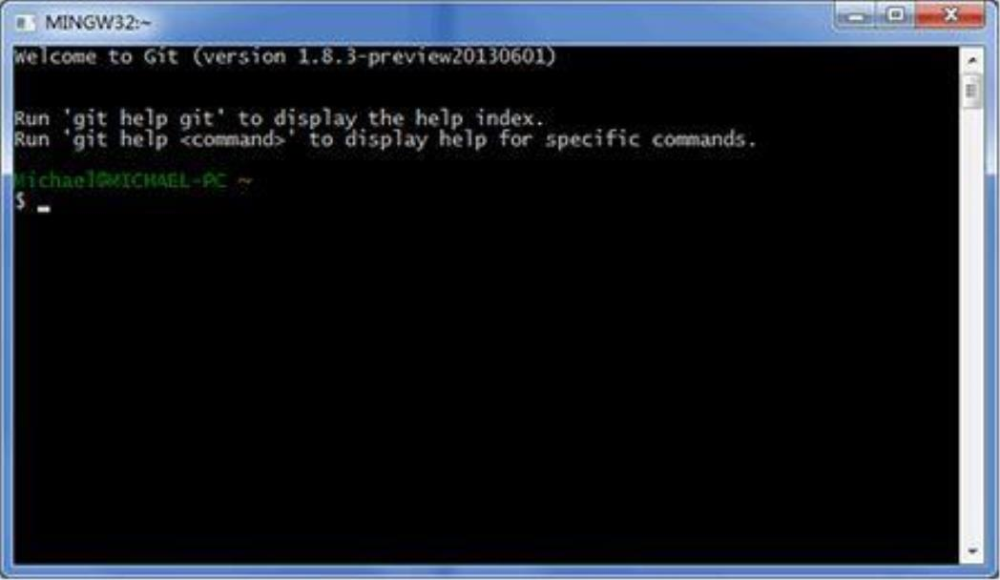 MINGW32:~
Welcome to Git (version 1.8.3-preview20130601)
Run 'git help git' to display the help index.
Run 'git help <command>' to display help for specific commands.
Michael@MICHAEL-PC ~
$